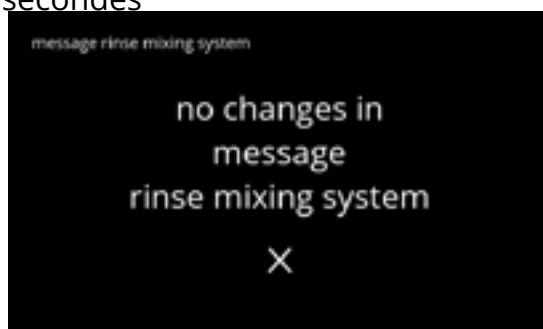 secondes
message rinse mixing system
no changes in
message
rinse mixing system
X